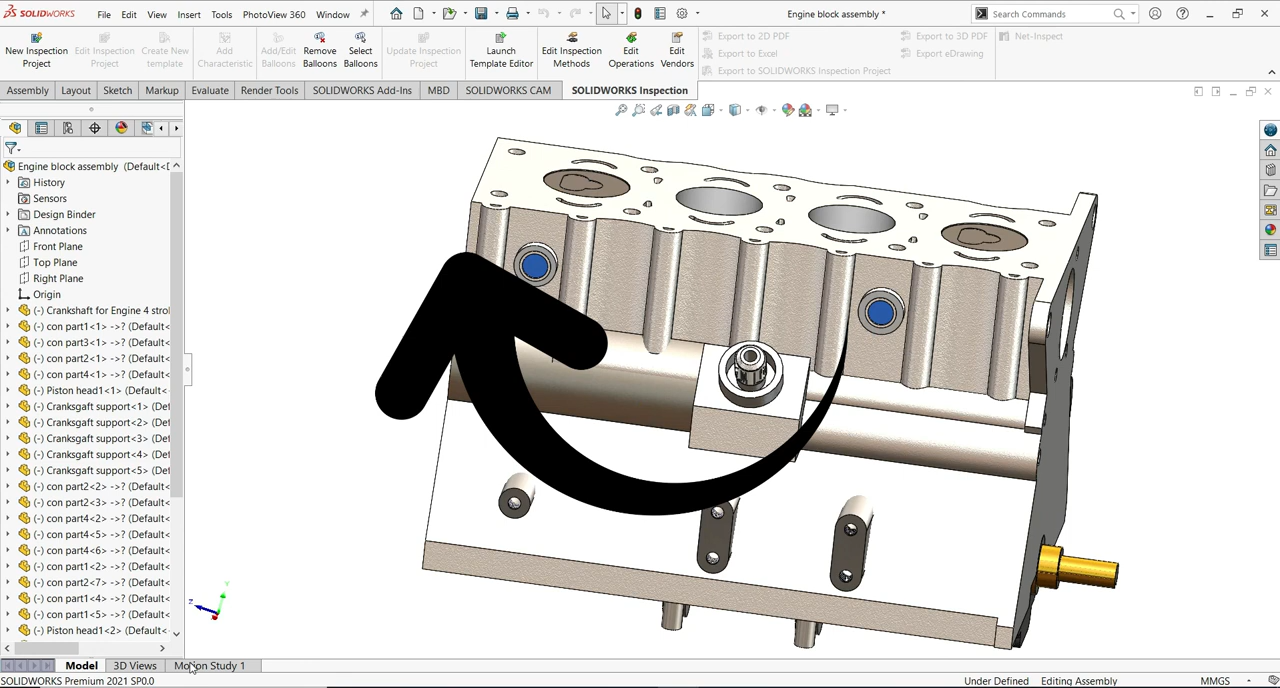 SOLIDWORKS File Edit View Insert Tools PhotoView 360 Window Engine block assembly * Search Commands
New Inspection Project
Edit Inspection Project
Create New template
Add Characteristic
Add/Edit Balloons
Remove Balloons
Select Balloons
Update Inspection Project
Launch Template Editor
Edit Inspection Methods
Edit Operations
Edit Vendors
Export to 2D PDF
Export to Excel
Export to SOLIDWORKS Inspection Project
Export to 3D PDF
Export eDrawing
Net-Inspect
Assembly Layout Sketch Markup Evaluate Render Tools SOLIDWORKS Add-Ins MBD SOLIDWORKS CAM SOLIDWORKS Inspection
Engine block assembly (Default<D
History
Sensors
Design Binder
Annotations
Front Plane
Top Plane
Right Plane
Origin
(-) Crankshaft for Engine 4 strol
(-) con part1<1> ->? (Default<
(-) con part3<1> ->? (Default<
(-) con part2<1> ->? (Default<
(-) con part4<1> ->? (Default<
(-) Piston head1<1> (Default<
(-) Cranksgaft support<1> (Def
(-) Cranksgaft support<2> (Def
(-) Cranksgaft support<3> (Def
(-) Cranksgaft support<4> (Def
(-) Cranksgaft support<5> (Def
(-) con part2<2> ->? (Default<
(-) con part2<3> ->? (Default<
(-) con part4<2> ->? (Default<
(-) con part4<5> ->? (Default<
(-) con part4<6> ->? (Default<
(-) con part1<2> ->? (Default<
(-) con part2<7> ->? (Default<
(-) con part1<4> ->? (Default<
(-) con part1<5> ->? (Default<
(-) Piston head1<2> (Default<
Z Y
Model 3D Views Motion Study 1
SOLIDWORKS Premium 2021 SP0.0 Under Defined Editing Assembly MMGS